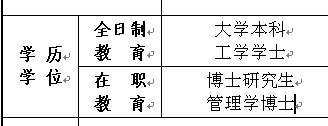 学 历
学 位
全日制
教 育
大学本科
工学学士
在 职
教 育
博士研究生
管理学博士